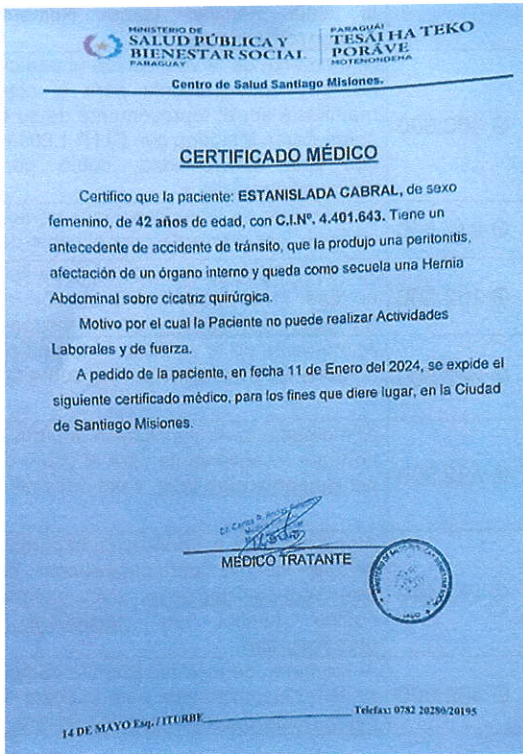 MINISTERIO DE
SALUD PÚBLICA Y
BIENESTAR SOCIAL
PARAGUAY
PARAGUÁI
TESÃI HA TEKO
PORÃVE
MOTENONDEHA
Centro de Salud Santiago Misiones.
CERTIFICADO MÉDICO
Certifico que la paciente: ESTANISLADA CABRAL, de sexo
femenino, de 42 años de edad, con C.I.Nº. 4.401.643. Tiene un
antecedente de accidente de tránsito, que la produjo una peritonitis,
afectación de un órgano interno y queda como secuela una Hernia
Abdominal sobre cicatriz quirúrgica.
Motivo por el cual la Paciente no puede realizar Actividades
Laborales y de fuerza.
A pedido de la paciente, en fecha 11 de Enero del 2024, se expide el
siguiente certificado médico, para los fines que diere lugar, en la Ciudad
de Santiago Misiones.
MÉDICO TRATANTE
14 DE MAYO Esq. / ITURBE
Telefax: 0782 20280/20195